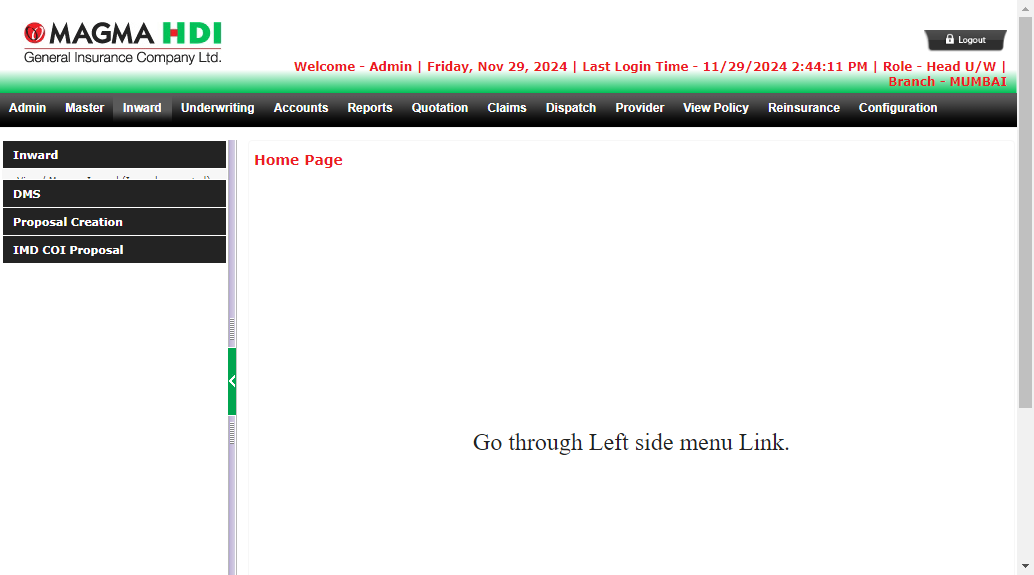 MAGMA HDI
General Insurance Company Ltd.
Logout
Welcome - Admin | Friday, Nov 29, 2024 | Last Login Time - 11/29/2024 2:44:11 PM | Role - Head U/W |
Branch - MUMBAI
Admin Master Inward Underwriting Accounts Reports Quotation Claims Dispatch Provider View Policy Reinsurance Configuration
Inward
DMS
Proposal Creation
IMD COI Proposal
Home Page
Go through Left side menu Link.